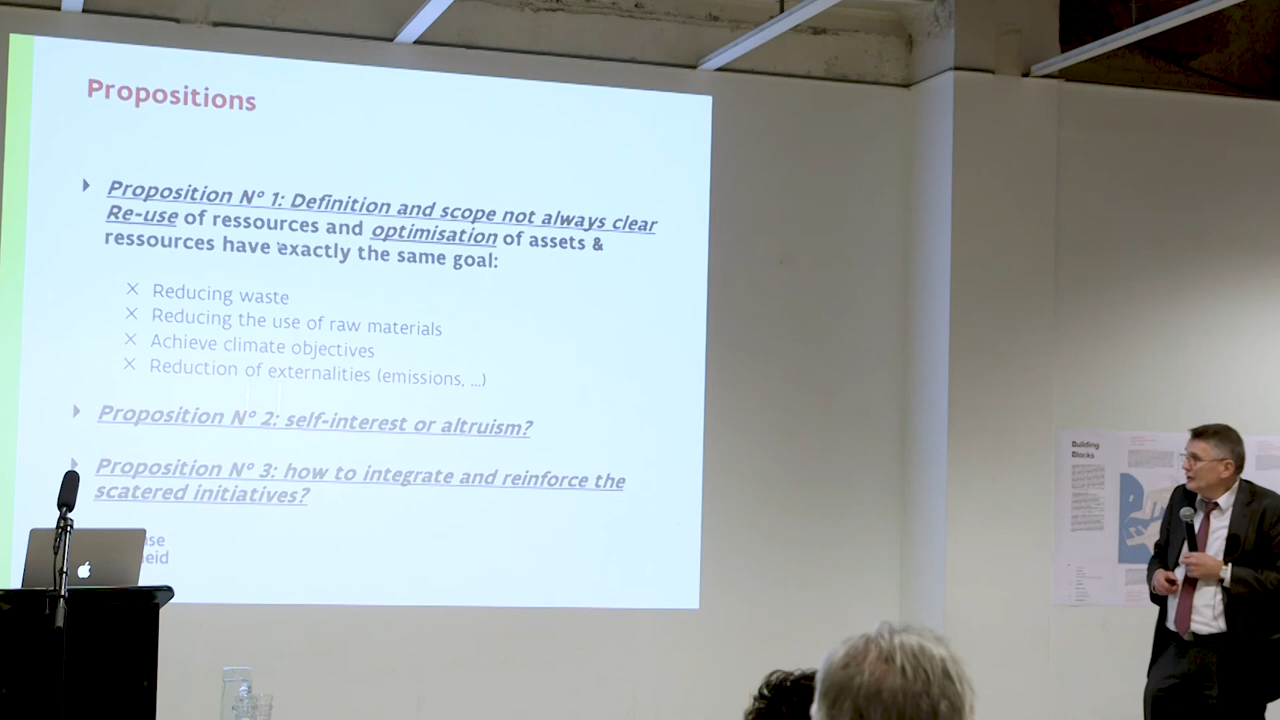 Propositions
Proposition N° 1: Definition and scope not always clear
Re-use of ressources and optimisation of assets &
ressources have exactly the same goal:
Reducing waste
Reducing the use of raw materials
Achieve climate objectives
Reduction of externalities (emissions, ...)
Proposition N° 2: self-interest or altruism?
Proposition N° 3: how to integrate and reinforce the
scatered initiatives?
Building
Blocks